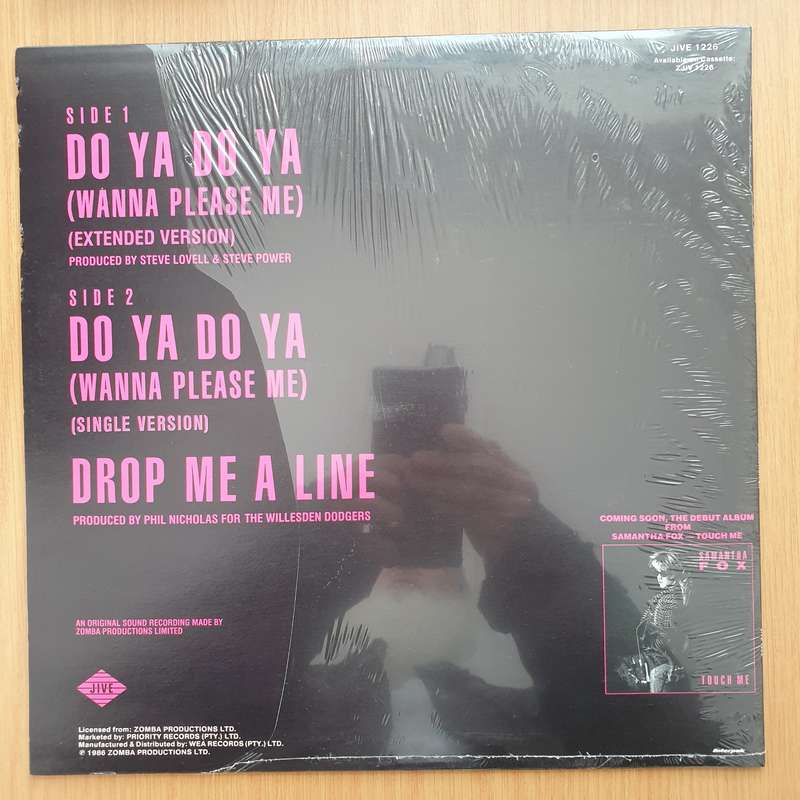 JIVE 1226
Available on Cassette:
ZJIV 1226
SIDE 1
DO YA DO YA
(WANNA PLEASE ME)
(EXTENDED VERSION)
PRODUCED BY STEVE LOVELL & STEVE POWER
SIDE 2
DO YA DO YA
(WANNA PLEASE ME)
(SINGLE VERSION)
DROP ME A LINE
PRODUCED BY PHIL NICHOLAS FOR THE WILLESDEN DODGERS
COMING SOON, THE DEBUT ALBUM
FROM
SAMANTHA FOX TOUCH ME
SAMANTHA
FOX
TOUCH ME
AN ORIGINAL SOUND RECORDING MADE BY
ZOMBA PRODUCTIONS LIMITED
JIVE
Licensed from: ZOMBA PRODUCTIONS LTD.
Marketed by: PRIORITY RECORDS (PTY.) LTD.
Manufactured & Distributed by: WEA RECORDS (PTY.) LTD.
℗ 1986 ZOMBA PRODUCTIONS LTD.
Interpak